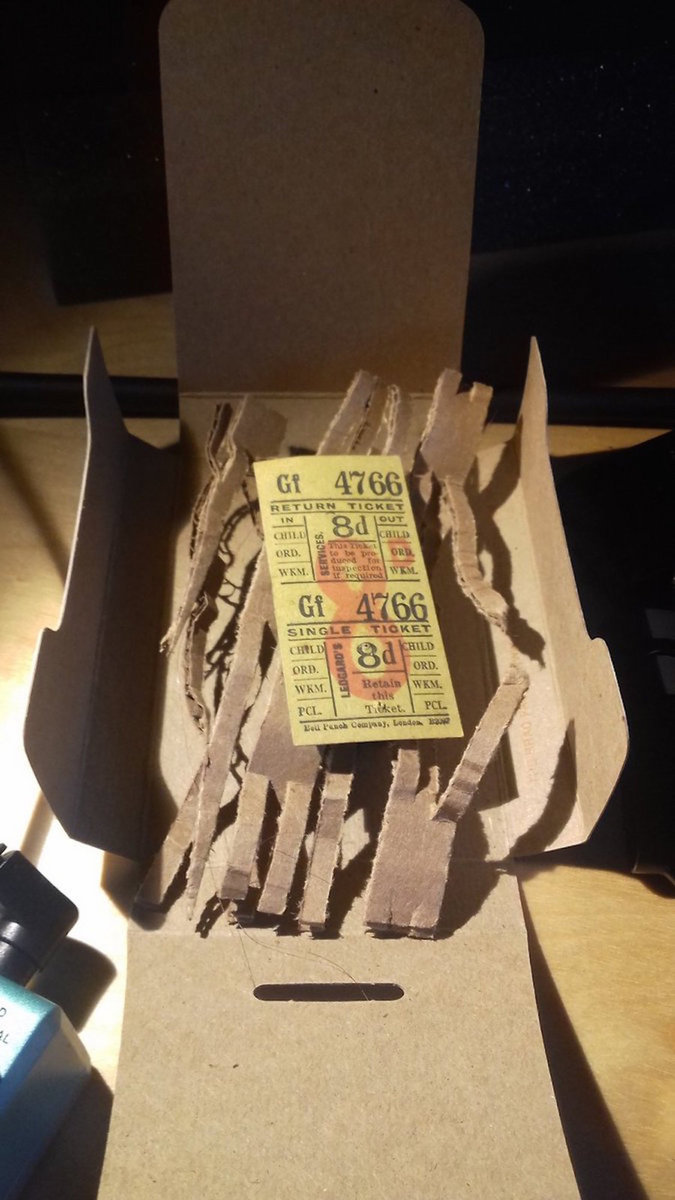 Gf 4766
RETURN TICKET
IN 8d OUT
CHILD CHILD
ORD. ORD.
WKM. WKM.
SERVICES.
This Ticket
to be pro-
duced for
inspection
if required
Gf 4766
SINGLE TICKET
CHILD 8d CHILD
ORD. ORD.
WKM. WKM.
PCL. PCL.
LEDGARD'S
Retain
this
Ticket.
Bell Punch Company, London.